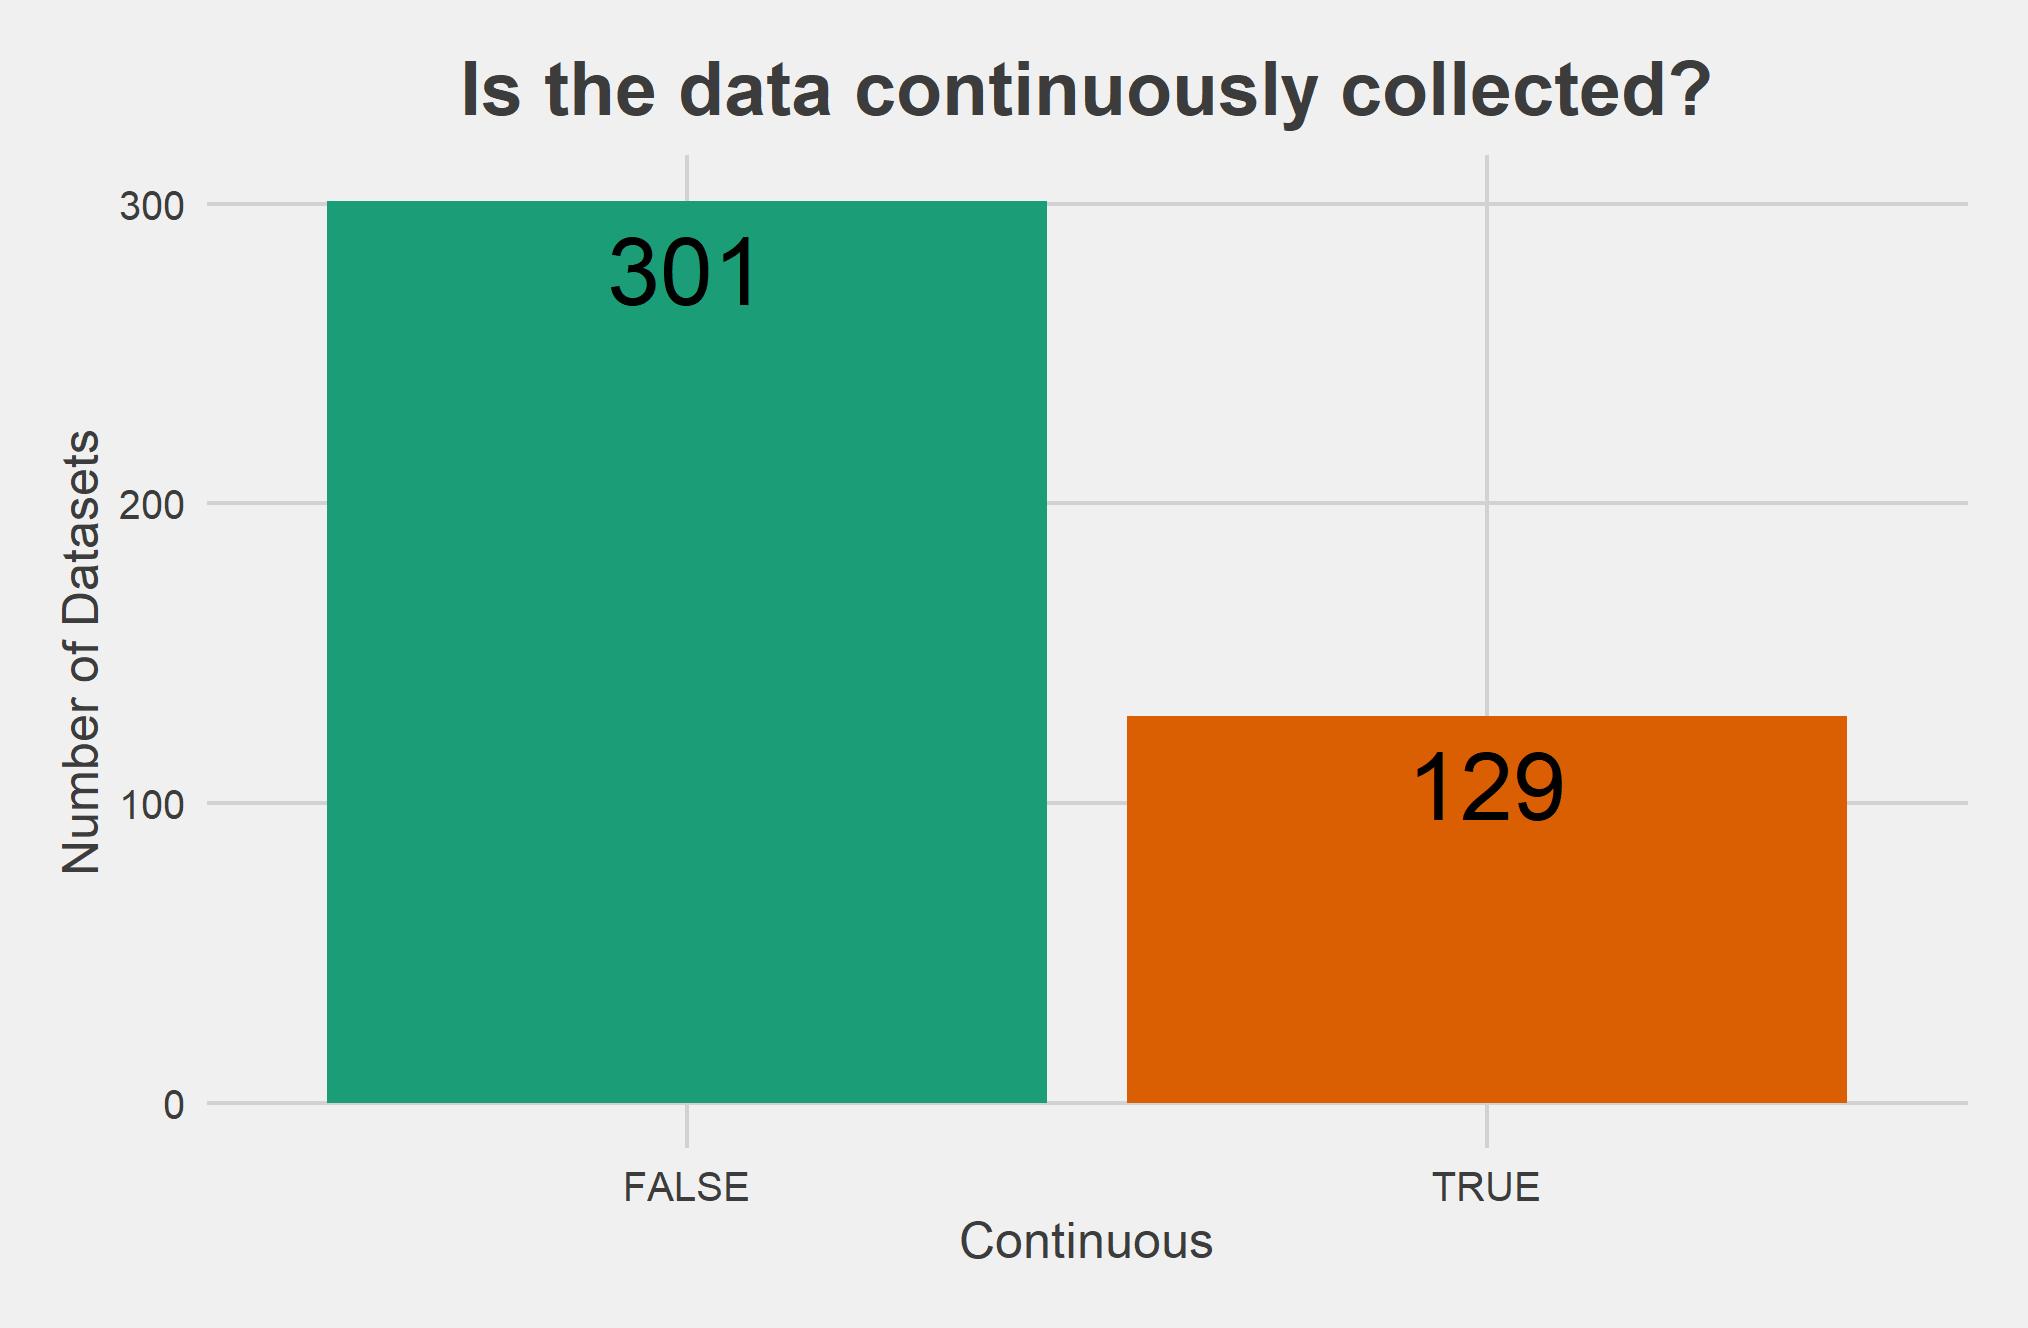 Is the data continuously collected?
300
200
100
0
Number of Datasets
301
129
FALSE
TRUE
Continuous